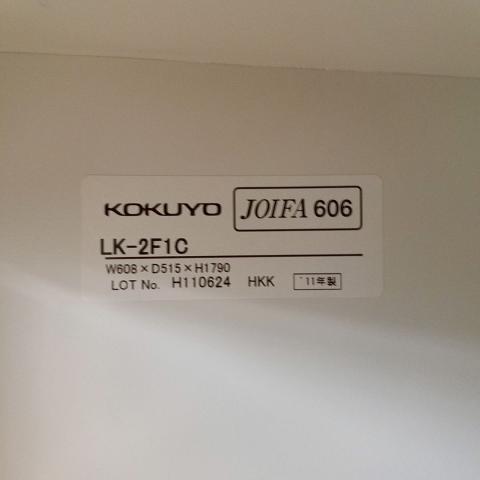 KOKUYO JOIFA 606
LK-2F1C
W608×D515×H1790
LOT No. H110624 HKK '11年製